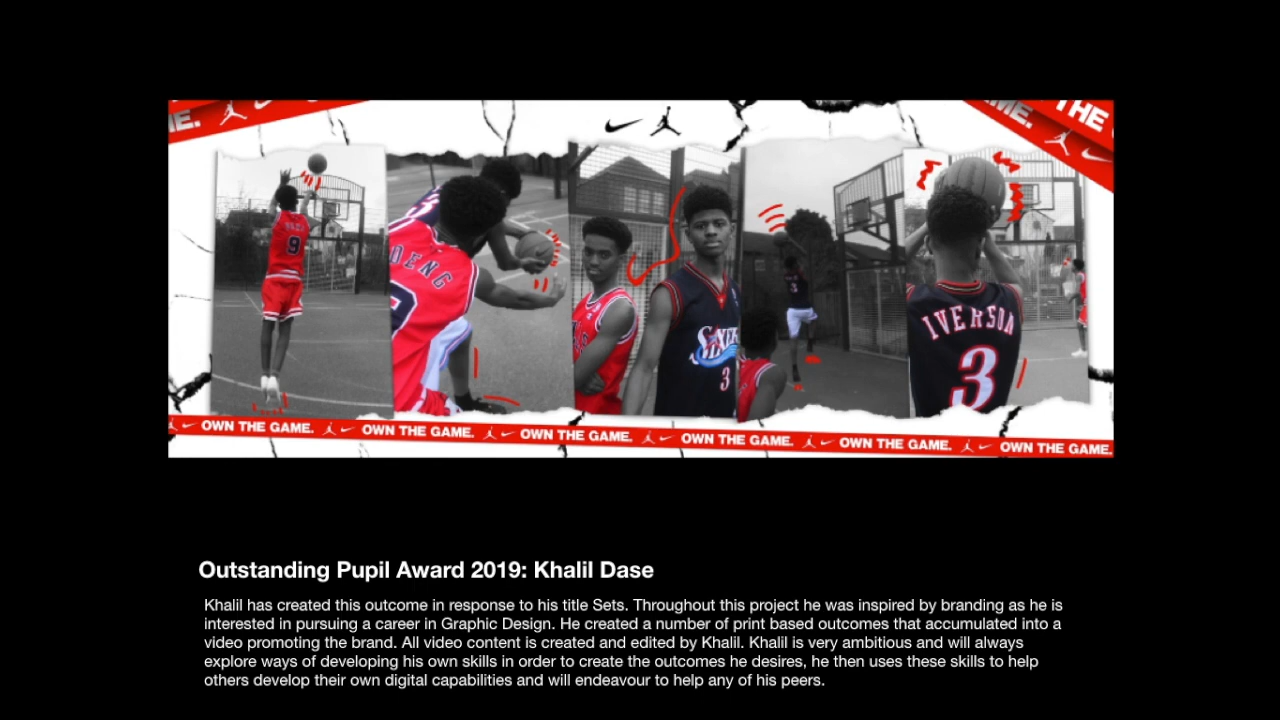 ME.
ME.
THE
9
DENG
SIXERS
3
3
IVERSON
3
OWN THE GAME. OWN THE GAME. OWN THE GAME. OWN THE GAME. OWN THE GAME. OWN THE GAME.
Outstanding Pupil Award 2019: Khalil Dase
Khalil has created this outcome in response to his title Sets. Throughout this project he was inspired by branding as he is
interested in pursuing a career in Graphic Design. He created a number of print based outcomes that accumulated into a
video promoting the brand. All video content is created and edited by Khalil. Khalil is very ambitious and will always
explore ways of developing his own skills in order to create the outcomes he desires, he then uses these skills to help
others develop their own digital capabilities and will endeavour to help any of his peers.